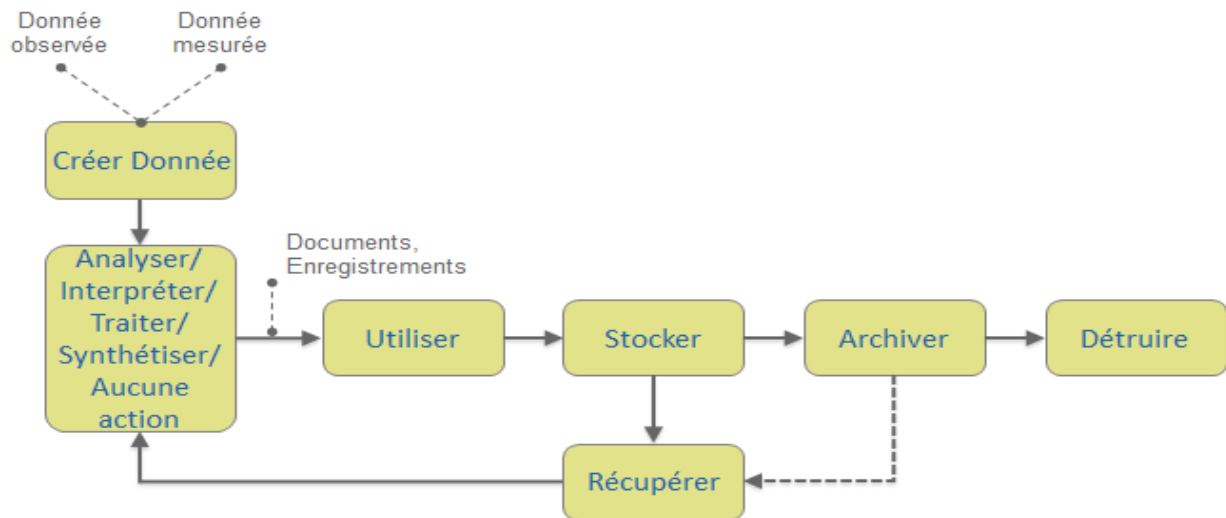 Donnée
observée
Donnée
mesurée
Créer Donnée
Analyser/
Interpréter/
Traiter/
Synthétiser/
Aucune
action
Documents,
Enregistrements
Utiliser
Stocker
Archiver
Détruire
Récupérer